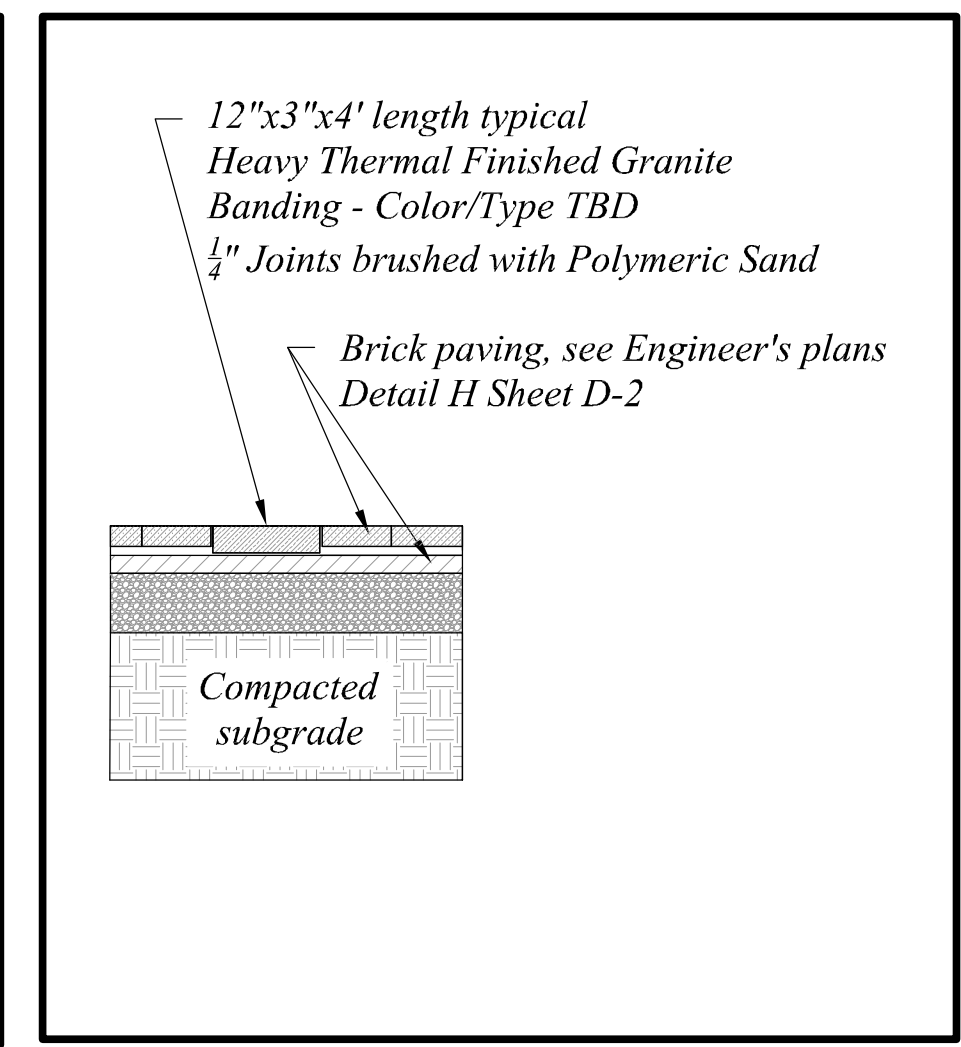 12"x3"x4' length typical
Heavy Thermal Finished Granite
Banding - Color/Type TBD
1/4" Joints brushed with Polymeric Sand
Brick paving, see Engineer's plans
Detail H Sheet D-2
Compacted
subgrade